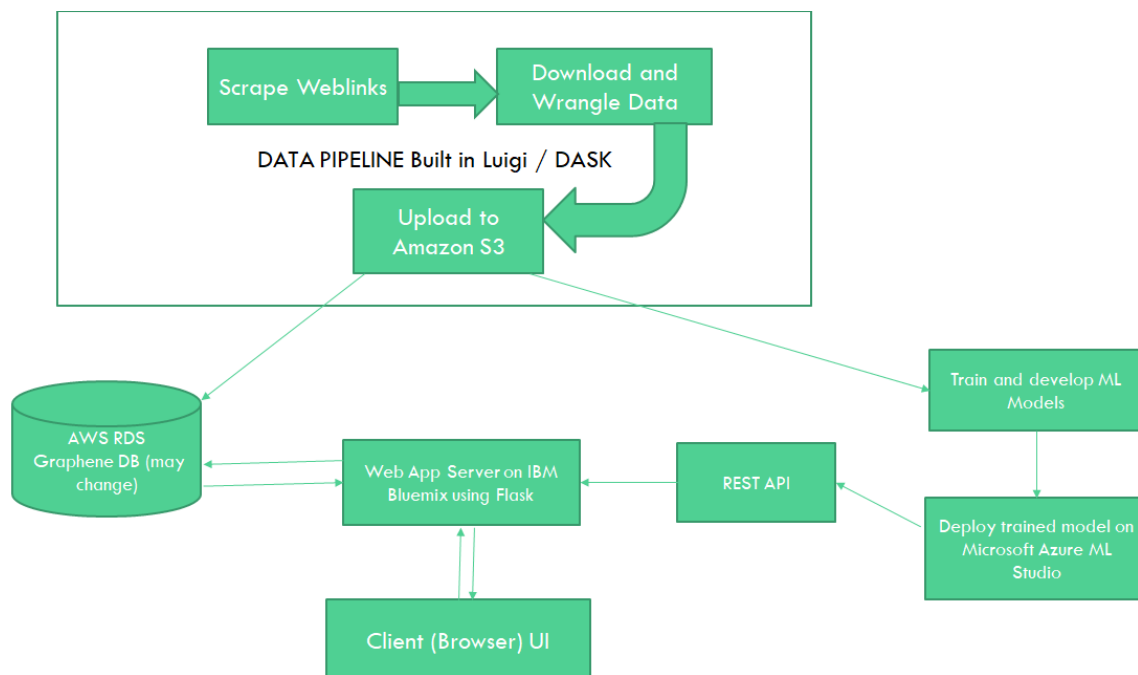 Scrape Weblinks
Download and
Wrangle Data
DATA PIPELINE Built in Luigi / DASK
Upload to
Amazon S3
Train and develop ML
Models
AWS RDS
Graphene DB (may
change)
Web App Server on IBM
Bluemix using Flask
REST API
Deploy trained model on
Microsoft Azure ML
Studio
Client (Browser) UI